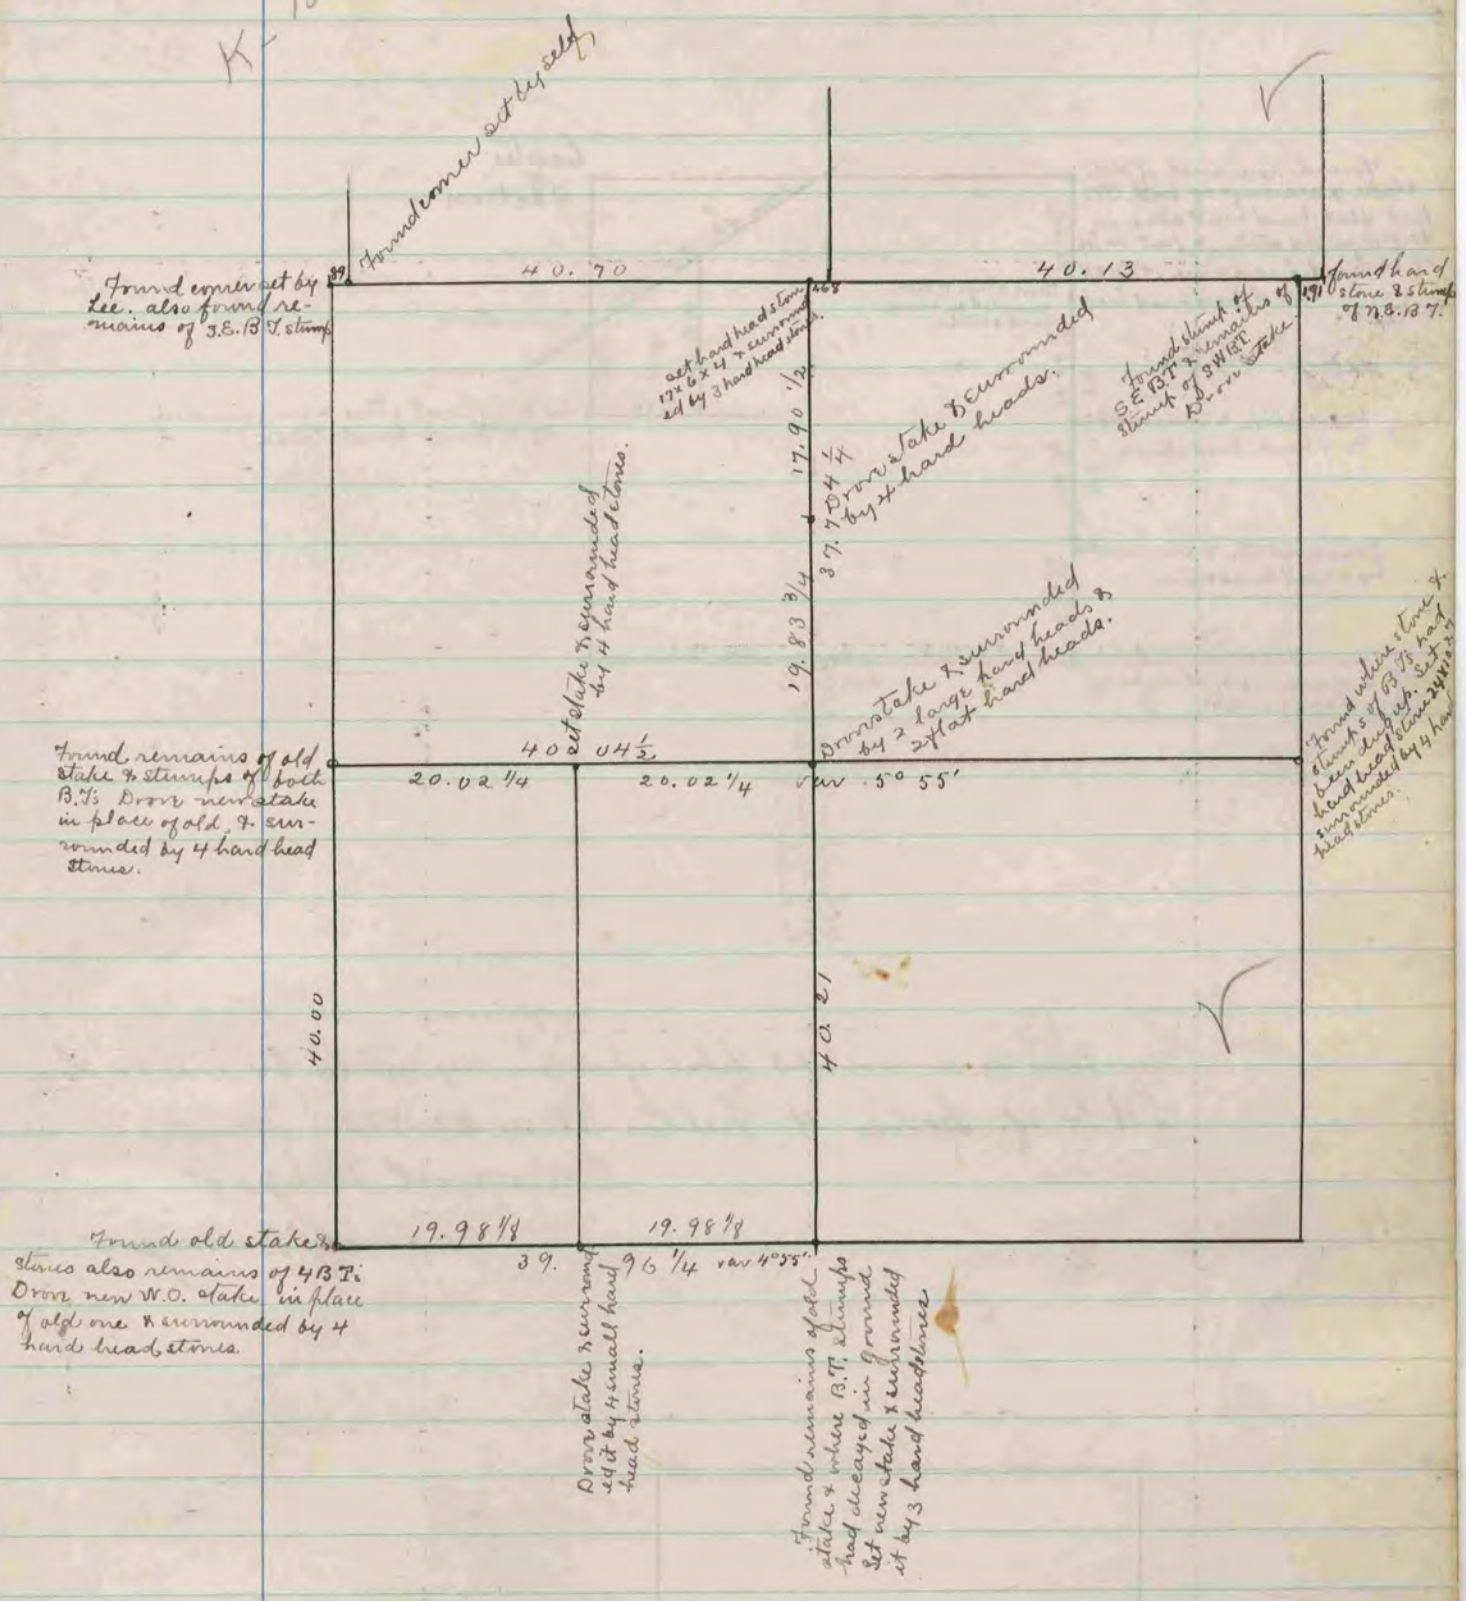 K-
Found corner set by self,
Found corner set by
Lee. also found re-
mains of S.E. B T. stump
.39
40. 70
.468
40. 13
1.91
found hard
stone & stump
of N.E. B T.
set hard head stone
17 x 6 x 4 & surround
ed by 3 hard head stones.
17. 90 1/2
37. 74 1/4
Drove stake & surrounded
by 4 hard heads.
Found stump of
S.E B.T. & remains of
stump of SWBT.
Drove stake
set stake & surrounded
by 4 hard head stones.
19. 83 3/4
Drove stake & surrounded
by 2 large hard heads &
2 flat hard heads.
Found where stone &
stumps of B Ts had
been dug up. Set
hard head stone
surrounded by 4 hard
head stones.
Found remains of old
stake & stumps of both
B.Ts Drove new stake
in place of old, & sur-
rounded by 4 hard head
stones.
40 04 1/2
20. 02 1/4
20. 02 1/4
var . 5° 55'
40. 00
40. 21
Found old stake &
stones also remains of 4 B Ts
Drove new W.O. stake in place
of old one & surrounded by 4
hard head stones
19. 98 1/8
19. 98 1/8
39. 96 1/4 var 4° 55'.
Drove stake & surround
ed it by 4 small hard
head stones.
Found remains of old
stake & where B.T. stumps
had decayed in ground
Set new stake & surrounded
it by 3 hard head stones